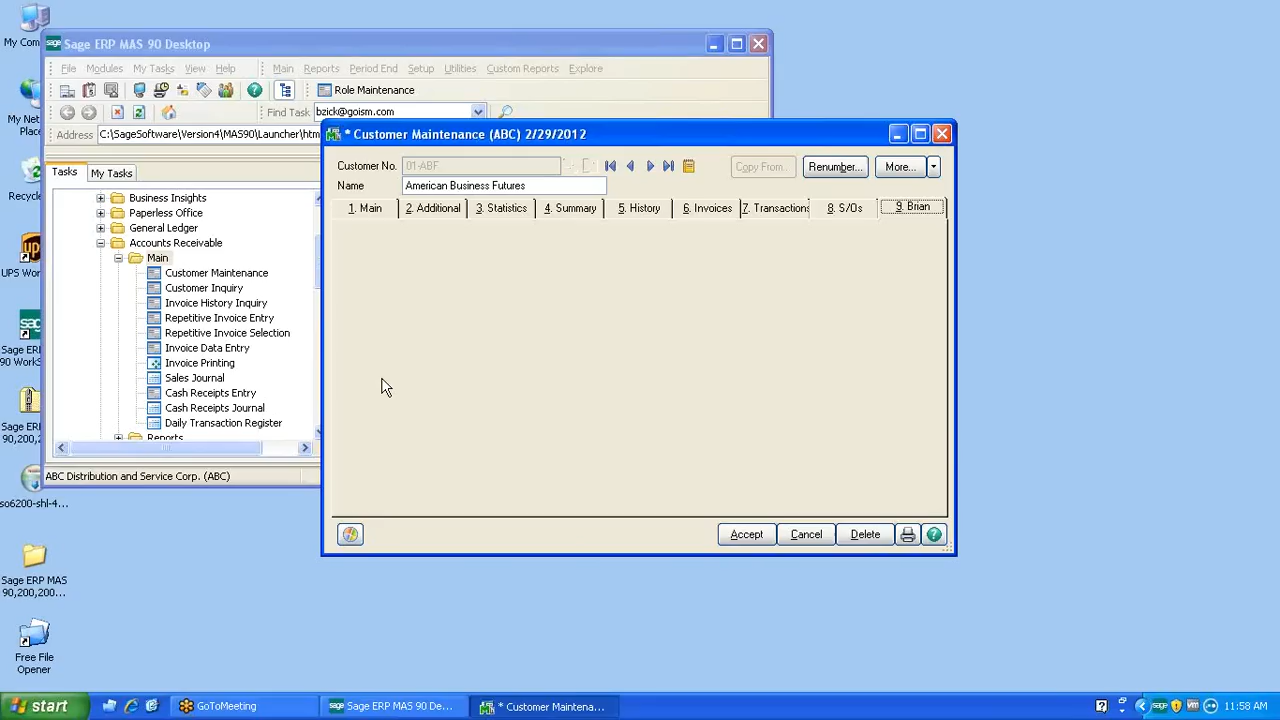 My Com
Sage ERP MAS 90 Desktop
File Modules My Tasks View Help Main Reports Period End Setup Utilities Custom Reports Explore
Role Maintenance
Find Task bzick@goism.com
My Net
Place
Address C:\SageSoftware\Version4\MAS90\Launcher\htm
Tasks My Tasks
Business Insights
Paperless Office
General Ledger
Accounts Receivable
Main
Customer Maintenance
Customer Inquiry
Invoice History Inquiry
Repetitive Invoice Entry
Repetitive Invoice Selection
Invoice Data Entry
Invoice Printing
Sales Journal
Cash Receipts Entry
Cash Receipts Journal
Daily Transaction Register
Reports
ABC Distribution and Service Corp. (ABC)
* Customer Maintenance (ABC) 2/29/2012
Customer No. 01-ABF
Copy From... Renumber... More...
Name American Business Futures
1. Main 2. Additional 3. Statistics 4. Summary 5. History 6. Invoices 7. Transactions 8. S/Os 9. Brian
Accept Cancel Delete
Recycle
UPS Wor
Sage ER
90 WorkS
Sage ER
90,200,2
so6200-shl-4...
Sage ERP MAS
90,200,200...
Free File
Opener
start GoToMeeting Sage ERP MAS 90 De... * Customer Maintena... 11:58 AM